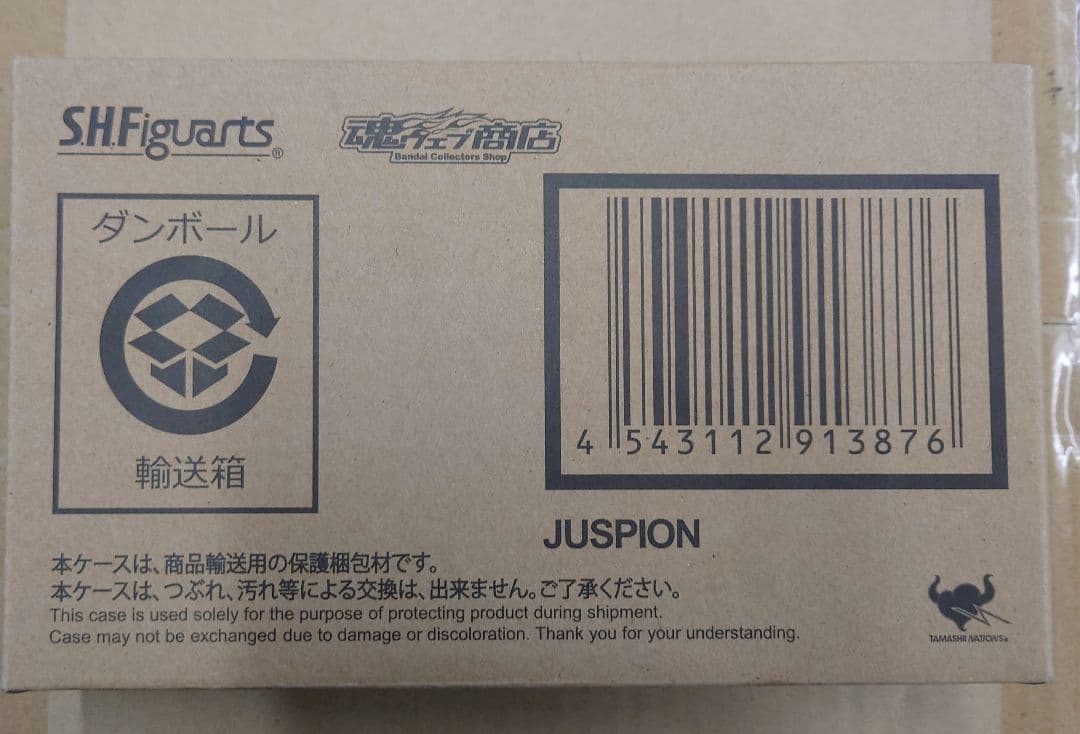 S.H.Figuarts®
魂ウェブ商店
Bandai Collectors Shop
ダンボール
輸送箱
4 543112 913876
JUSPION
本ケースは、商品輸送用の保護梱包材です。
本ケースは、つぶれ、汚れ等による交換は、出来ません。ご了承ください。
This case is used solely for the purpose of protecting product during shipment.
Case may not be exchanged due to damage or discoloration. Thank you for your understanding.
TAMASHII NATIONS®